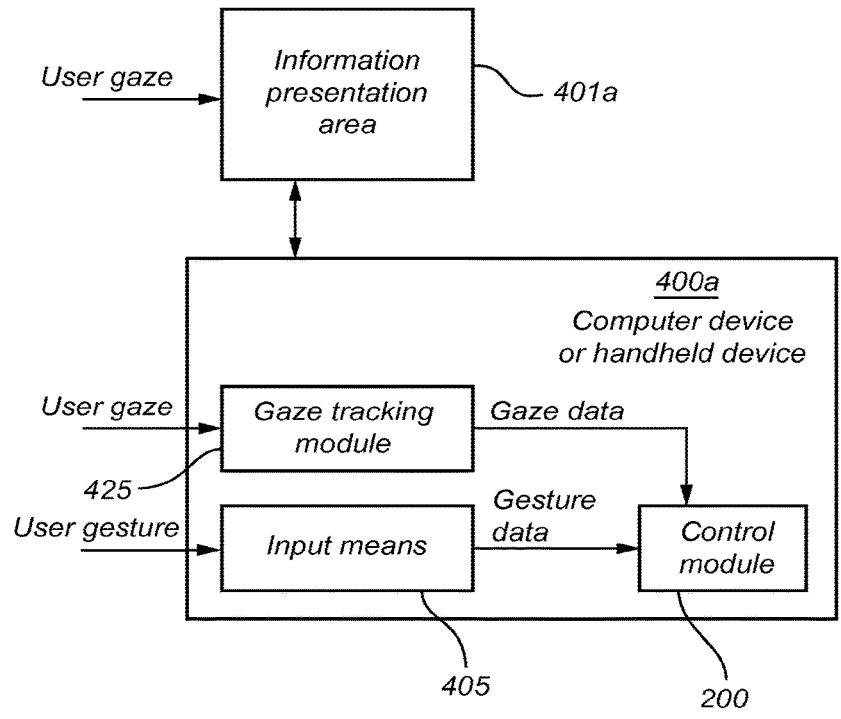 Information
presentation
area
User gaze
401a
400a
Computer device
or handheld device
User gaze
Gaze tracking
module
Gaze data
425
User gesture
Input means
Gesture
data
Control
module
405
200